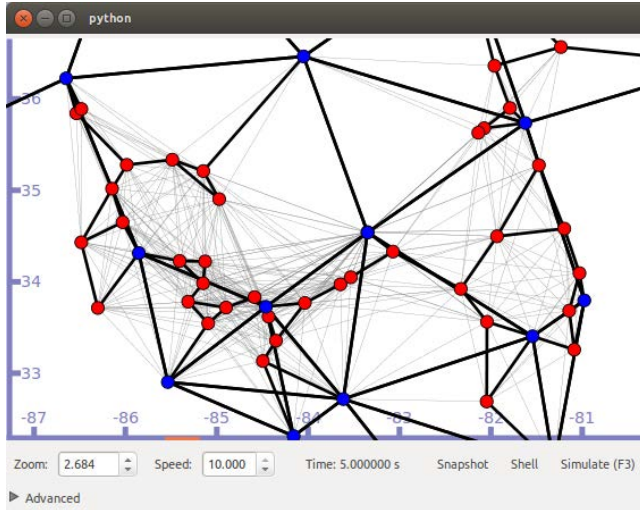 python
36
35
34
33
-87 -86 -85 -84 -83 -82 -81
Zoom: 2.684 Speed: 10.000 Time: 5.000000 s Snapshot Shell Simulate (F3)
Advanced